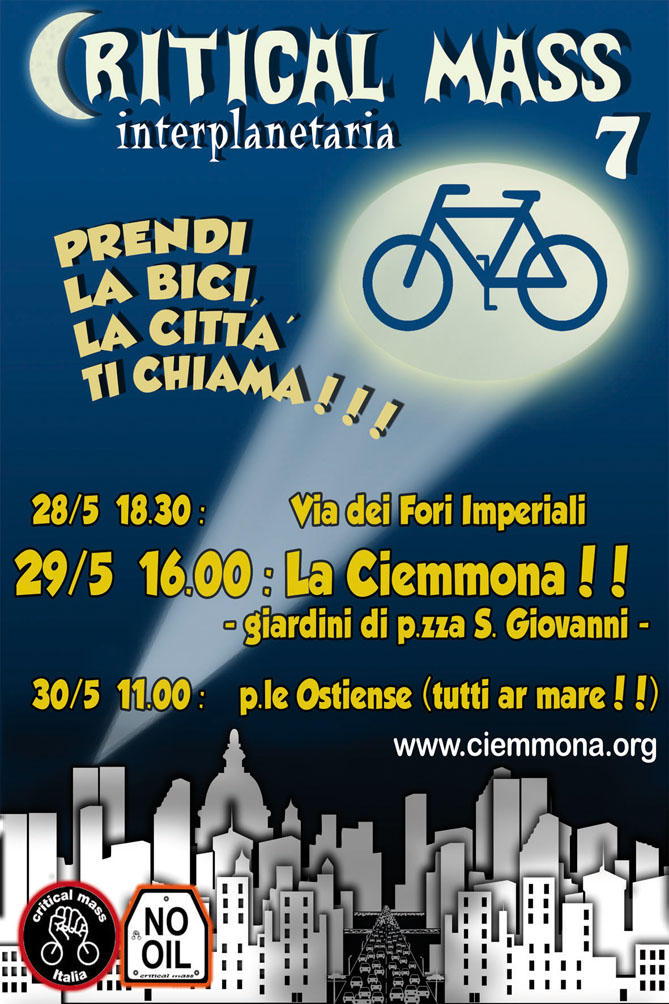 CRITICAL MASS
interplanetaria
7
PRENDI
LA BICI,
LA CITTA'
TI CHIAMA!!!
28/5 18.30 : Via dei Fori Imperiali
29/5 16.00 : La Ciemmona!!
- giardini di p.zza S. Giovanni -
30/5 11.00 : p.le Ostiense (tutti ar mare!!)
www.ciemmona.org
critical mass
Italia
NO
OIL
critical mass